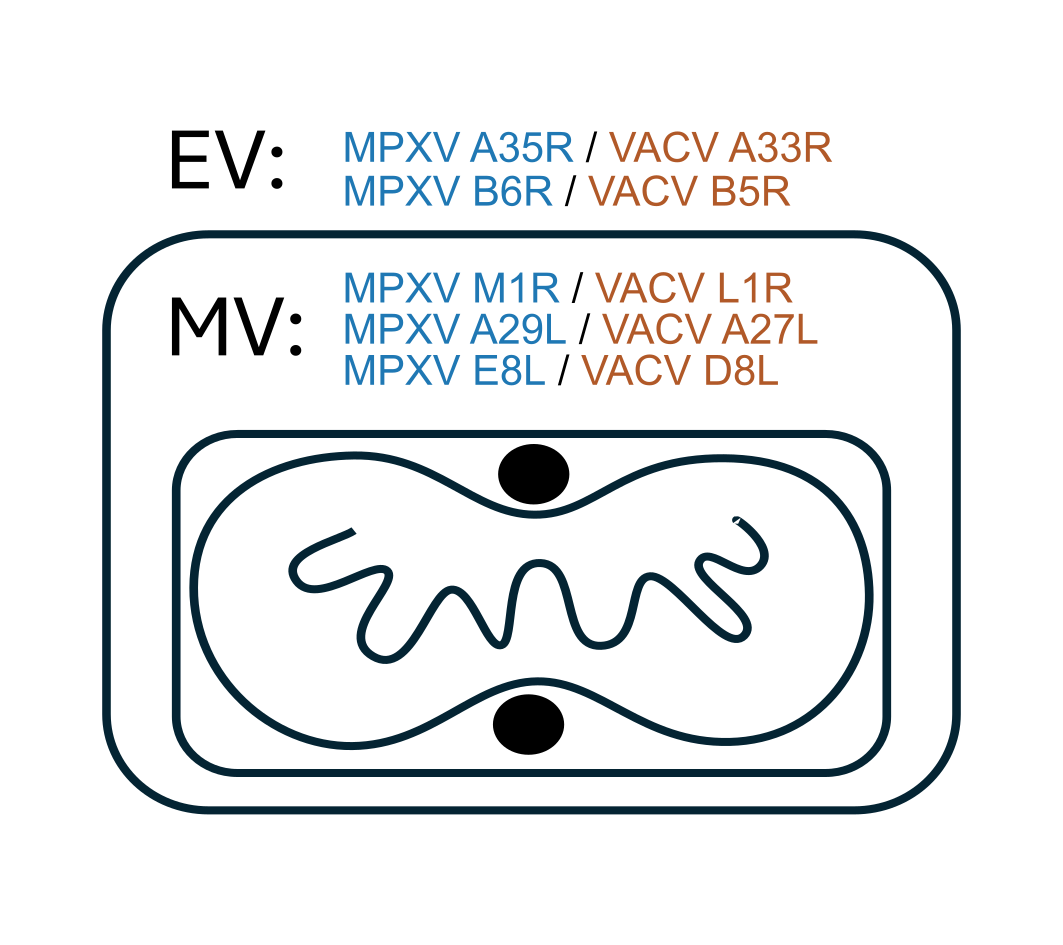 EV: MPXV A35R / VACV A33R
MPXV B6R / VACV B5R
MV: MPXV M1R / VACV L1R
MPXV A29L / VACV A27L
MPXV E8L / VACV D8L